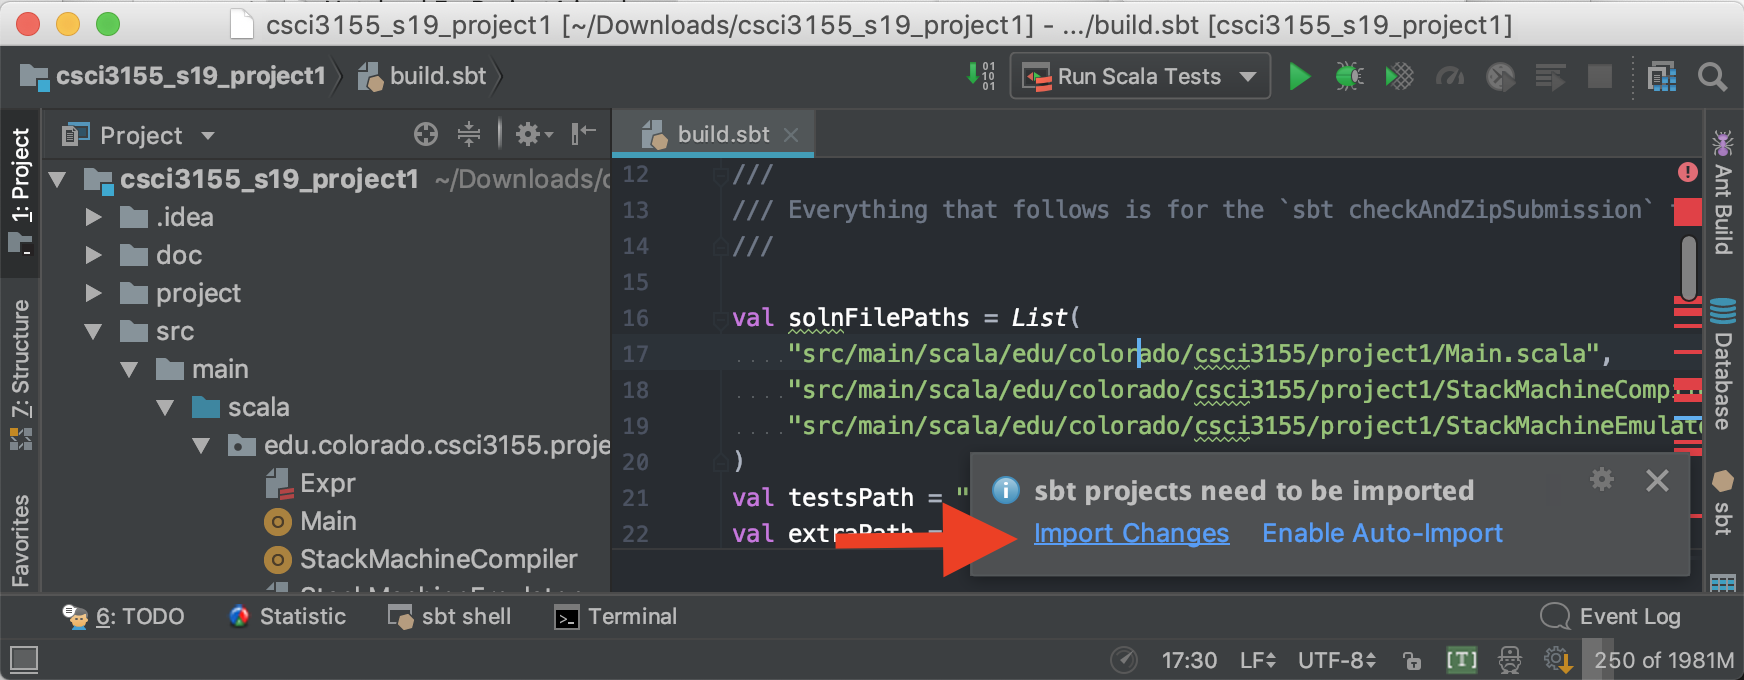 csci3155_s19_project1 [~/Downloads/csci3155_s19_project1] - .../build.sbt [csci3155_s19_project1]
csci3155_s19_project1 build.sbt Run Scala Tests
Project build.sbt
1: Project
7: Structure
Favorites
csci3155_s19_project1 ~/Downloads/c
.idea
doc
project
src
main
scala
edu.colorado.csci3155.proje
Expr
Main
StackMachineCompiler
12 ///
13 /// Everything that follows is for the `sbt checkAndZipSubmission`
14 ///
15
16 val solnFilePaths = List(
17 "src/main/scala/edu/colorado/csci3155/project1/Main.scala",
18 "src/main/scala/edu/colorado/csci3155/project1/StackMachineCompi
19 "src/main/scala/edu/colorado/csci3155/project1/StackMachineEmulat
20 )
21 val testsPath = "
22 val extraPath =
sbt projects need to be imported
Import Changes Enable Auto-Import
Ant Build
Database
sbt
6: TODO Statistic sbt shell Terminal Event Log
17:30 LF UTF-8 [T] 250 of 1981M